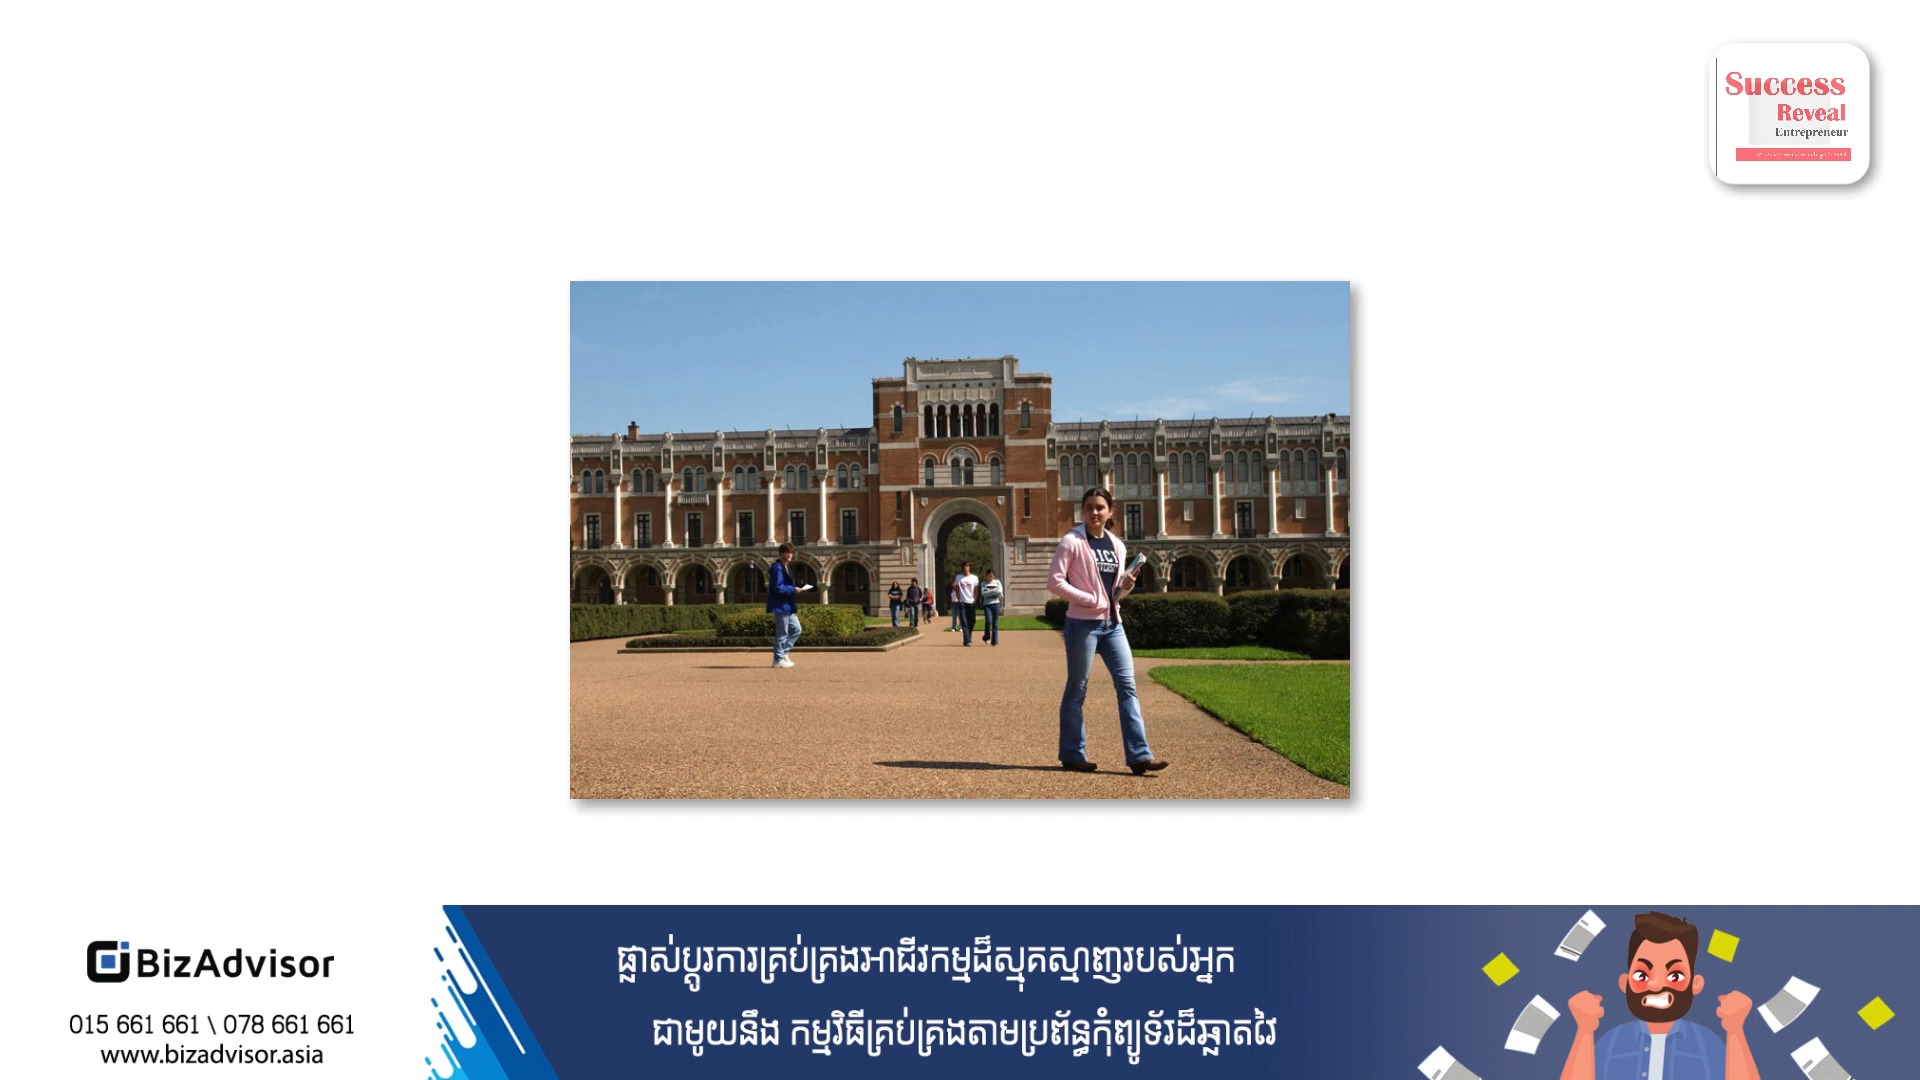 Success
Reveal
Entrepreneur
RICE
UNIVERSITY
BizAdvisor
015 661 661 \ 078 661 661
www.bizadvisor.asia
ផ្លាស់ប្តូរការគ្រប់គ្រងអាជីវកម្មដ៏ស្មុគស្មាញរបស់អ្នក
ជាមួយនឹង កម្មវិធីគ្រប់គ្រងតាមប្រព័ន្ធកុំព្យូទ័រដ៏ឆ្លាតវៃ